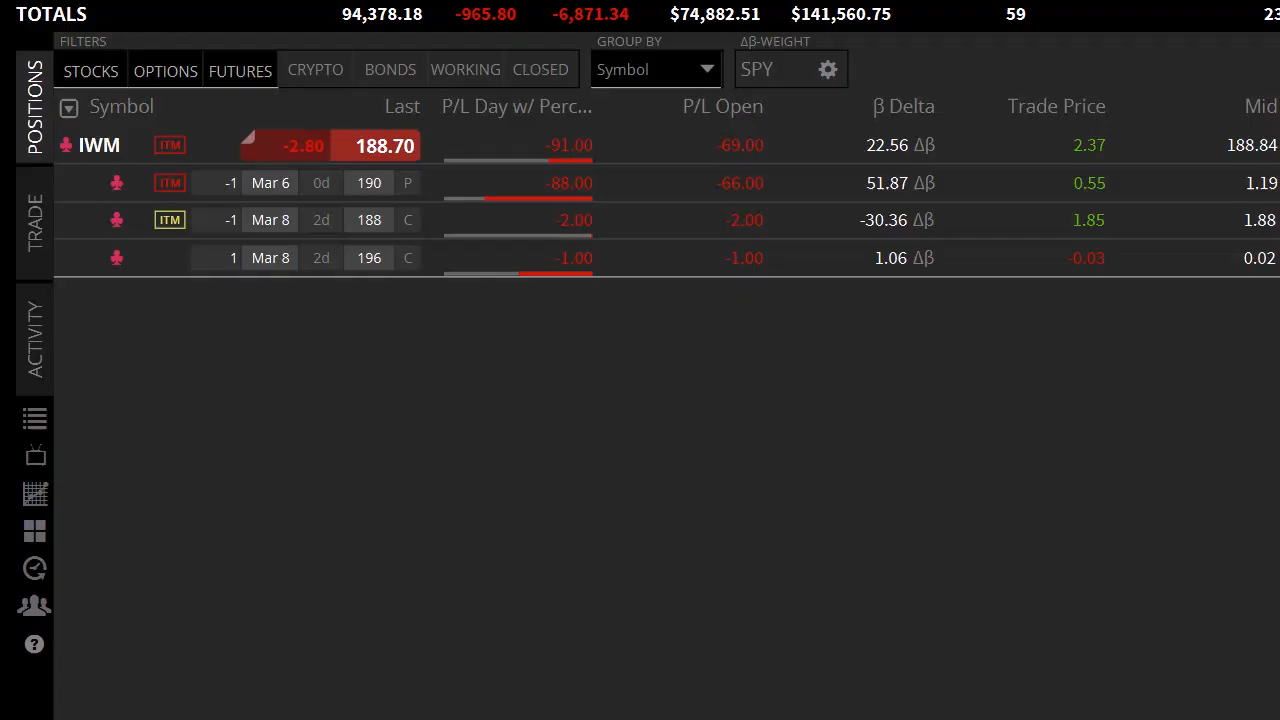 TOTALS 94,378.18 -965.80 -6,871.34 $74,882.51 $141,560.75 59 23
FILTERS GROUP BY Δβ-WEIGHT
STOCKS OPTIONS FUTURES CRYPTO BONDS WORKING CLOSED Symbol SPY
Symbol Last P/L Day w/ Perc... P/L Open β Delta Trade Price Mid
IWM ITM -2.80 188.70 -91.00 -69.00 22.56 Δβ 2.37 188.84
ITM -1 Mar 6 0d 190 P -88.00 -66.00 51.87 Δβ 0.55 1.19
ITM -1 Mar 8 2d 188 C -2.00 -2.00 -30.36 Δβ 1.85 1.88
1 Mar 8 2d 196 C -1.00 -1.00 1.06 Δβ -0.03 0.02
POSITIONS
TRADE
ACTIVITY
?